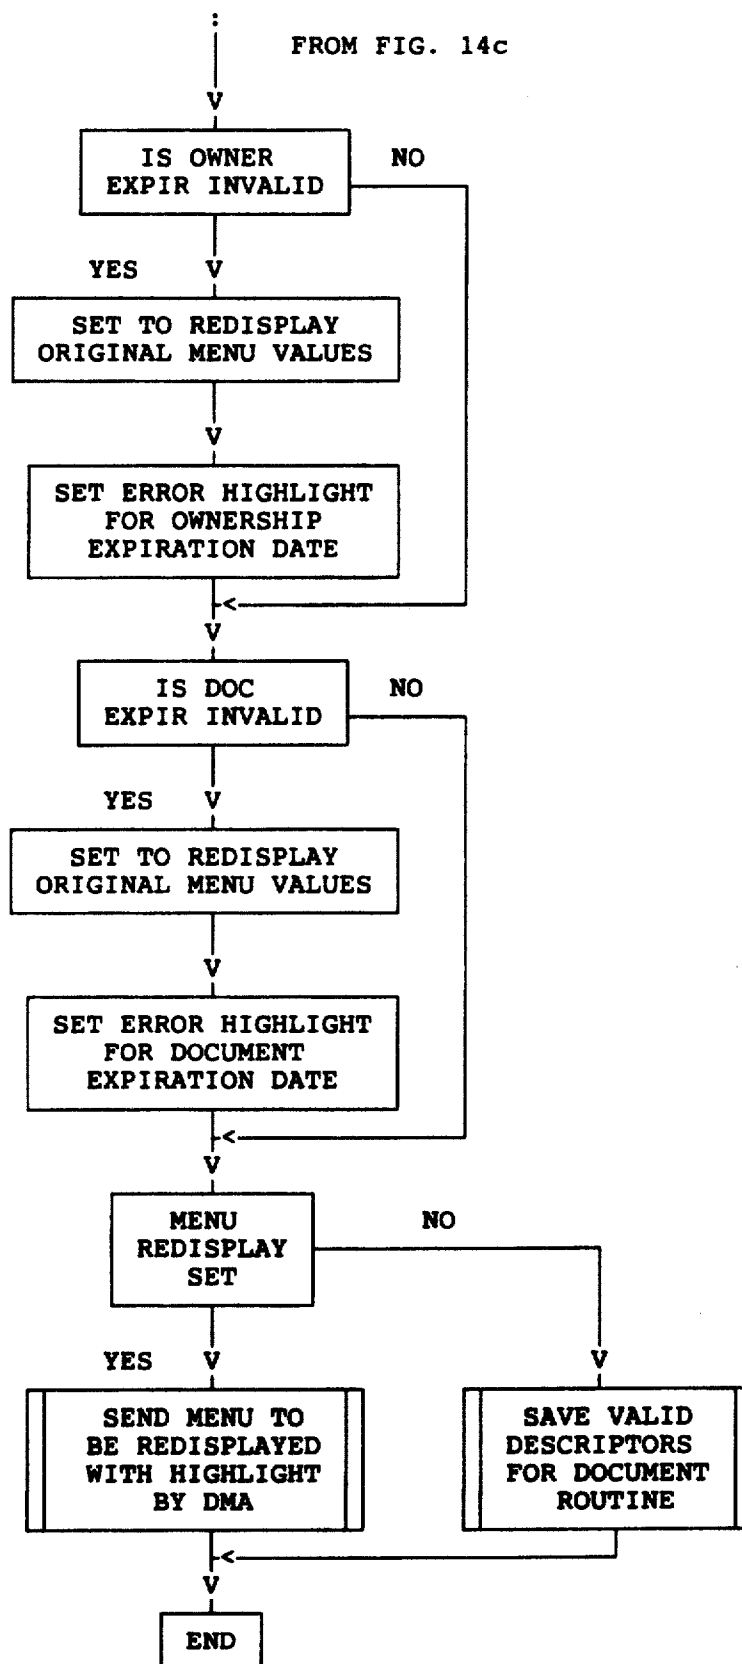 FROM FIG. 14c
V
IS OWNER
EXPIR INVALID
NO
YES V
SET TO REDISPLAY
ORIGINAL MENU VALUES
V
SET ERROR HIGHLIGHT
FOR OWNERSHIP
EXPIRATION DATE
<
V
IS DOC
EXPIR INVALID
NO
YES V
SET TO REDISPLAY
ORIGINAL MENU VALUES
V
SET ERROR HIGHLIGHT
FOR DOCUMENT
EXPIRATION DATE
<
V
MENU
REDISPLAY
SET
NO
YES V
V
SEND MENU TO
BE REDISPLAYED
WITH HIGHLIGHT
BY DMA
SAVE VALID
DESCRIPTORS
FOR DOCUMENT
ROUTINE
<
V
END